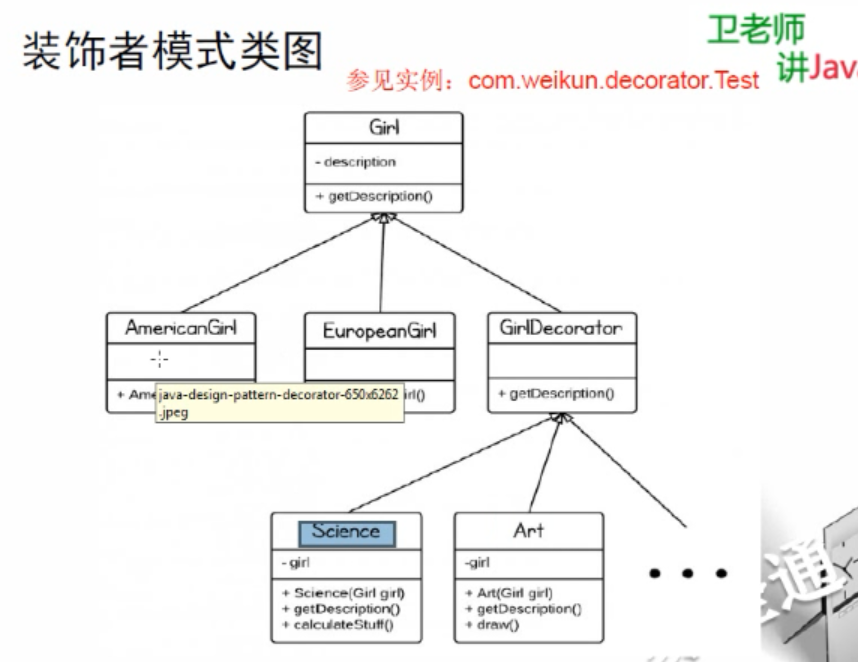 装饰者模式类图
卫老师
讲Java
参见实例：com.weikun.decorator.Test
Girl
- description
+ getDescription()
AmericanGirl
EuropeanGirl
GirlDecorator
+ Ame
irl()
+ getDescription()
java-design-pattern-decorator-650x6262
.jpeg
Science
- girl
+ Science(Girl girl)
+ getDescription()
+ calculateStuff()
Art
-girl
+ Art(Girl girl)
+ getDescription()
+ draw()
通